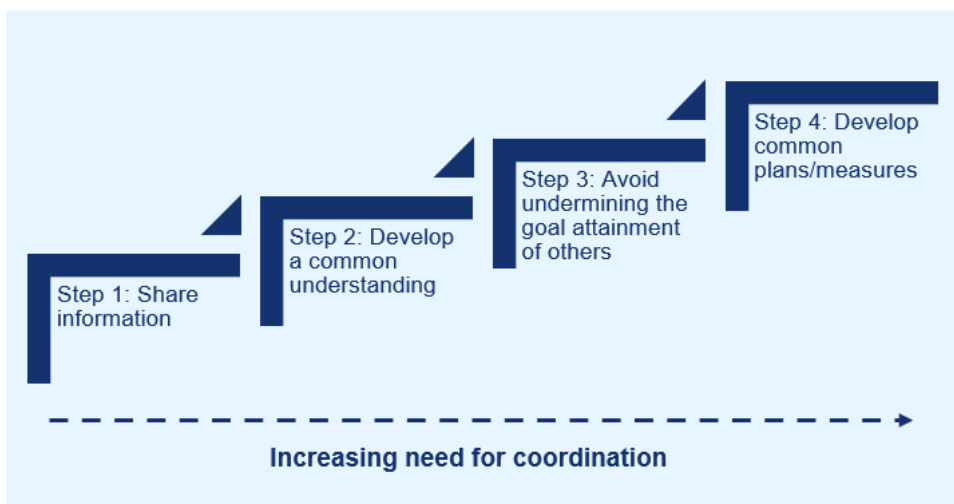 Step 1: Share
information
Step 2: Develop
a common
understanding
Step 3: Avoid
undermining the
goal attainment
of others
Step 4: Develop
common
plans/measures
Increasing need for coordination